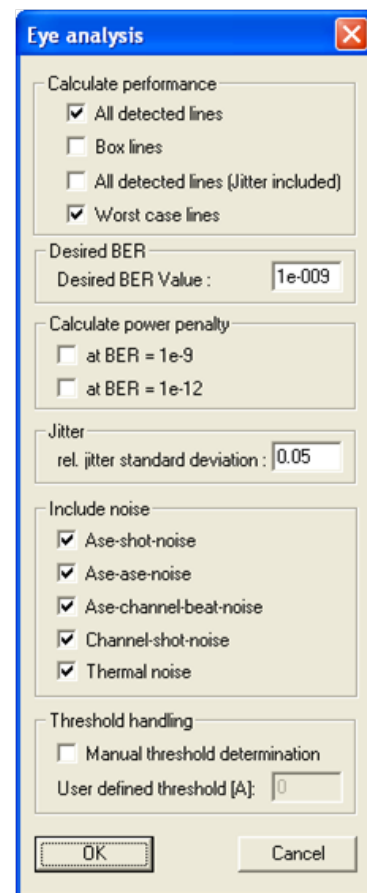 Eye analysis
Calculate performance
All detected lines
Box lines
All detected lines (Jitter included)
Worst case lines
Desired BER
Desired BER Value : 1e-009
Calculate power penalty
at BER = 1e-9
at BER = 1e-12
Jitter
rel. jitter standard deviation : 0.05
Include noise
Ase-shot-noise
Ase-ase-noise
Ase-channel-beat-noise
Channel-shot-noise
Thermal noise
Threshold handling
Manual threshold determination
User defined threshold [A]: 0
OK Cancel